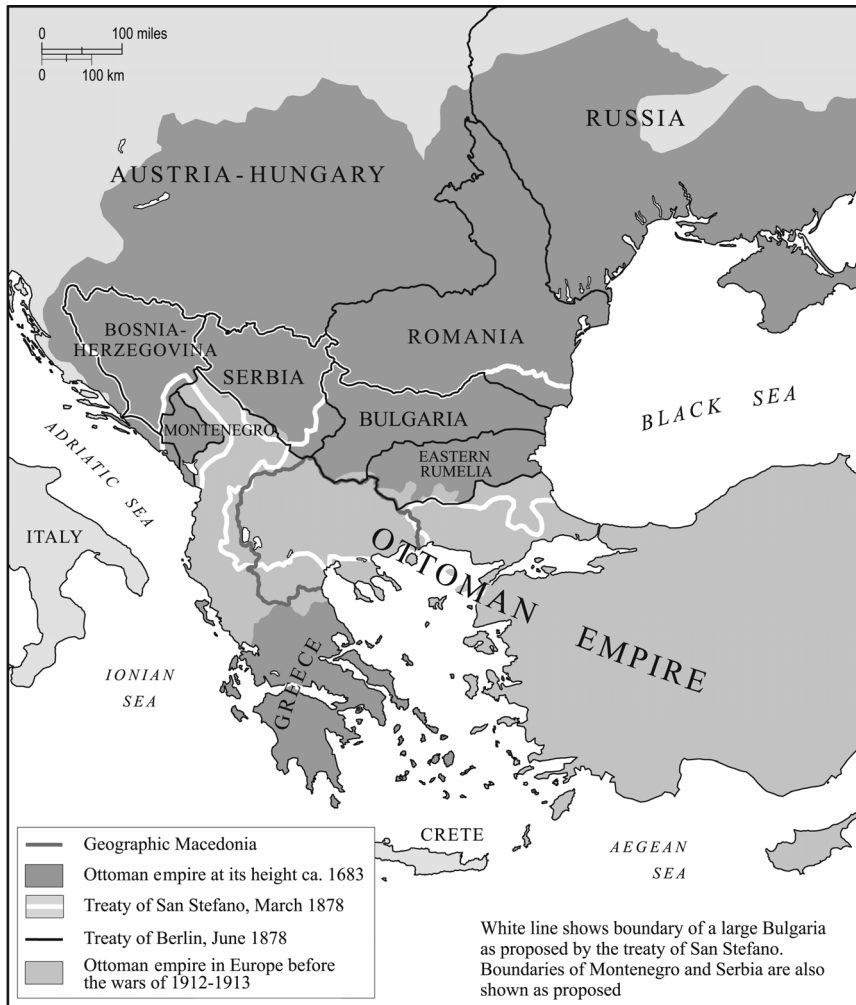 0 100 miles
0 100 km
RUSSIA
AUSTRIA-HUNGARY
BOSNIA-
HERZEGOVINA
ROMANIA
SERBIA
BLACK SEA
MONTENEGRO
BULGARIA
ADRIATIC SEA
EASTERN
RUMELIA
ITALY
OTTOMAN EMPIRE
IONIAN
SEA
GREECE
CRETE
AEGEAN
SEA
Geographic Macedonia
Ottoman empire at its height ca. 1683
Treaty of San Stefano, March 1878
Treaty of Berlin, June 1878
Ottoman empire in Europe before
the wars of 1912-1913
White line shows boundary of a large Bulgaria
as proposed by the treaty of San Stefano.
Boundaries of Montenegro and Serbia are also
shown as proposed